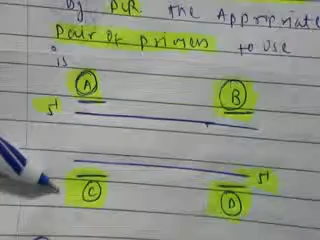 by PCR the Appropriate
pair of primers to use
is
A
B
5'
5'
C
D